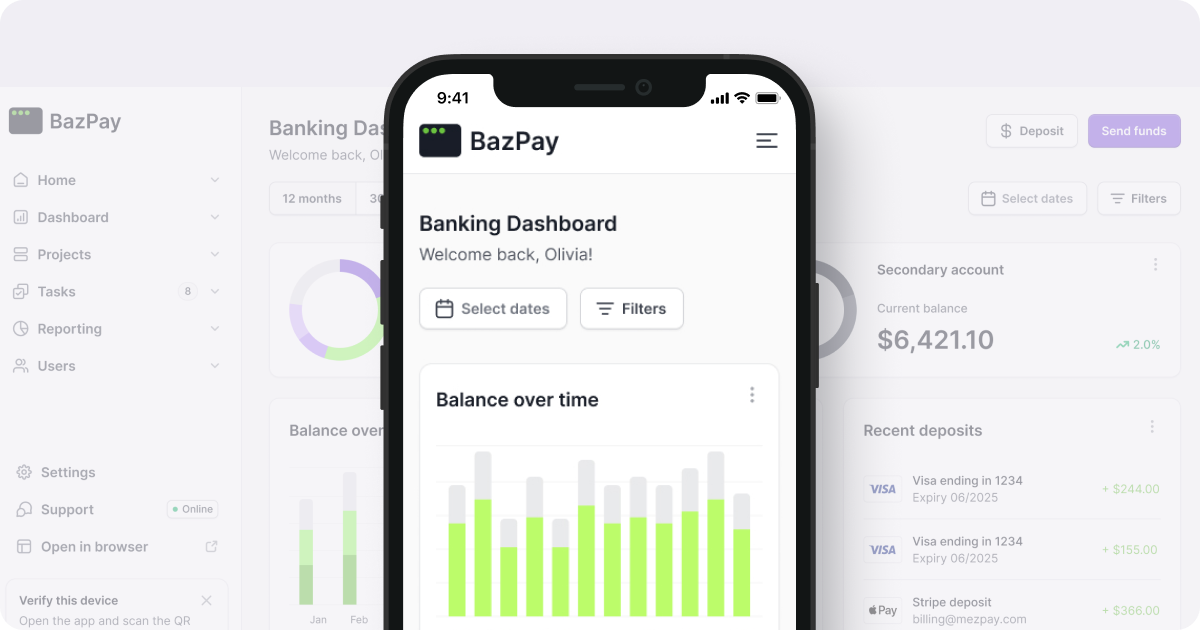 BazPay
Home
Dashboard
Projects
Tasks
8
Reporting
Users
Settings
Support
Online
Open in browser
Verify this device
Open the app and scan the QR
Banking Das
Welcome back, Ol
12 months
30
Balance over
Jan
Feb
9:41
BazPay
Banking Dashboard
Welcome back, Olivia!
Select dates
Filters
Balance over time
$ Deposit
Send funds
Select dates
Filters
Secondary account
Current balance
$6,421.10
2.0%
Recent deposits
VISA
Visa ending in 1234
Expiry 06/2025
+ $244.00
VISA
Visa ending in 1234
Expiry 06/2025
+ $155.00
Pay
Stripe deposit
billing@mezpay.com
+ $366.00